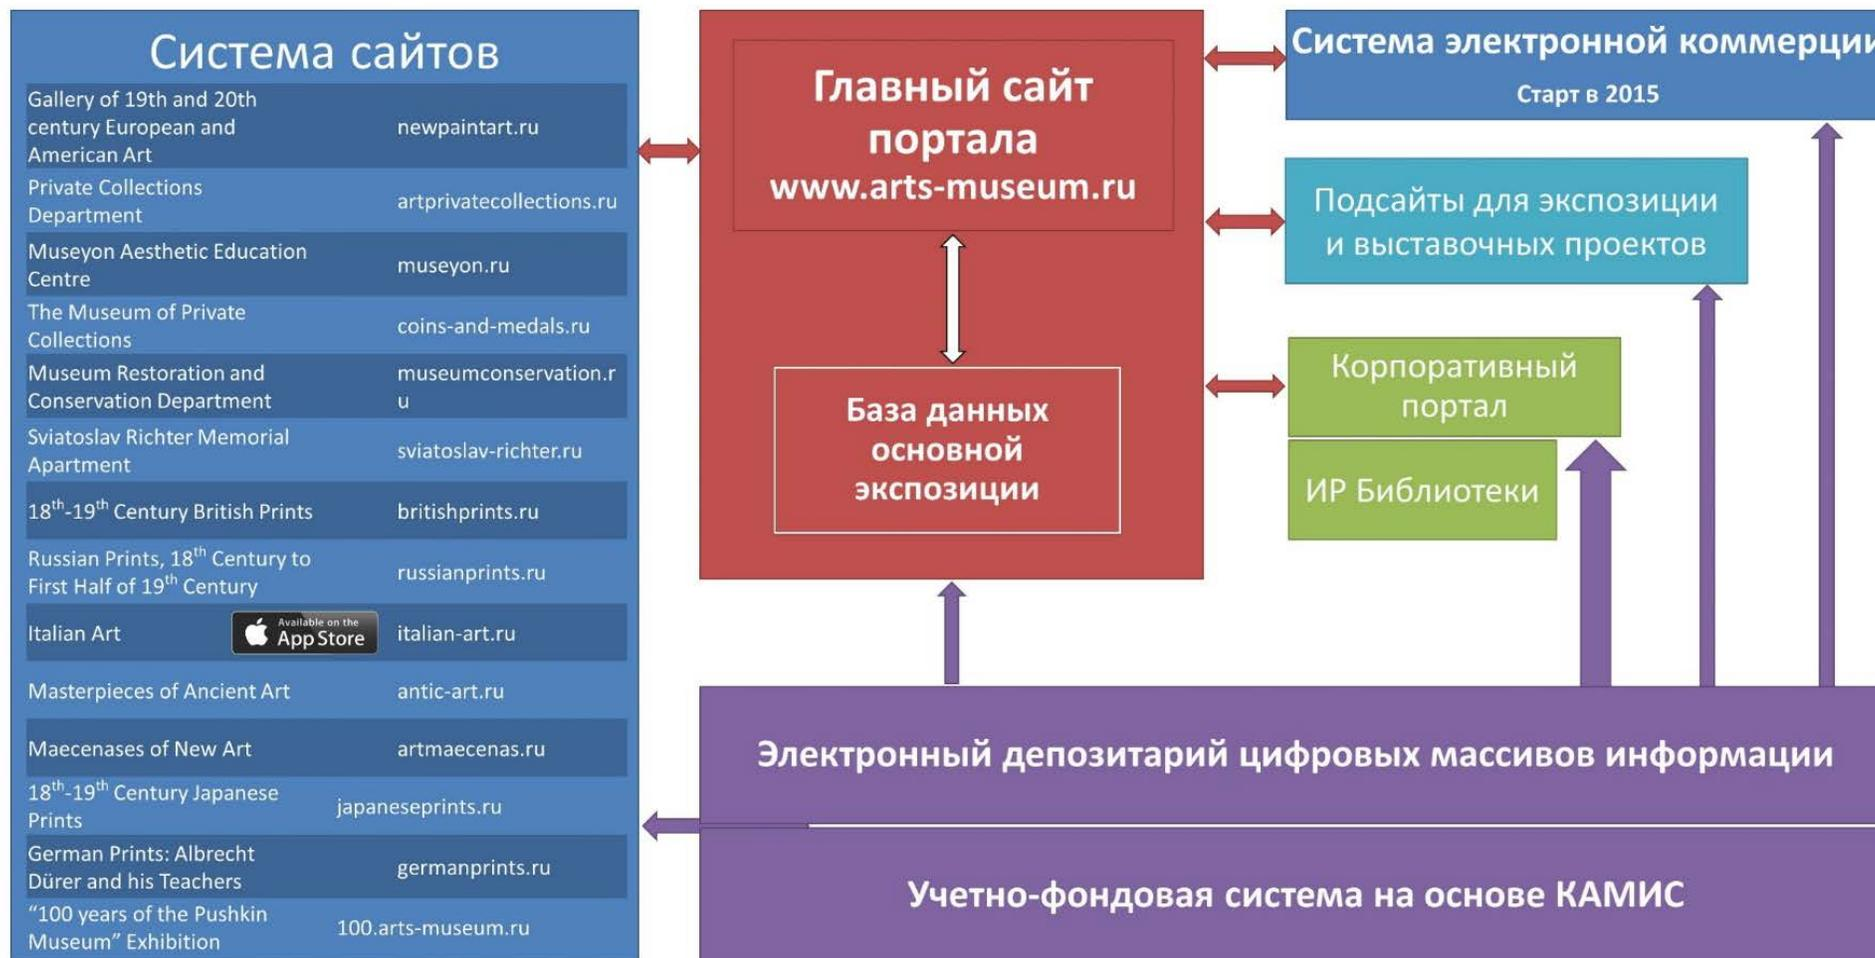 Система сайтов
Gallery of 19th and 20th
century European and
American Art
newpaintart.ru
Private Collections
Department
artprivatecollections.ru
Museyon Aesthetic Education
Centre
museyon.ru
The Museum of Private
Collections
coins-and-medals.ru
Museum Restoration and
Conservation Department
museumconservation.r
u
Sviatoslav Richter Memorial
Apartment
sviatoslav-richter.ru
18th-19th Century British Prints
britishprints.ru
Russian Prints, 18th Century to
First Half of 19th Century
russianprints.ru
Italian Art
Available on the
App Store
italian-art.ru
Masterpieces of Ancient Art
antic-art.ru
Maecenases of New Art
artmaecenas.ru
18th-19th Century Japanese
Prints
japaneseprints.ru
German Prints: Albrecht
Dürer and his Teachers
germanprints.ru
“100 years of the Pushkin
Museum” Exhibition
100.arts-museum.ru
Главный сайт
портала
www.arts-museum.ru
База данных
основной
экспозиции
Система электронной коммерции
Старт в 2015
Подсайты для экспозиции
и выставочных проектов
Корпоративный
портал
ИР Библиотеки
Электронный депозитарий цифровых массивов информации
Учетно-фондовая система на основе КАМИС